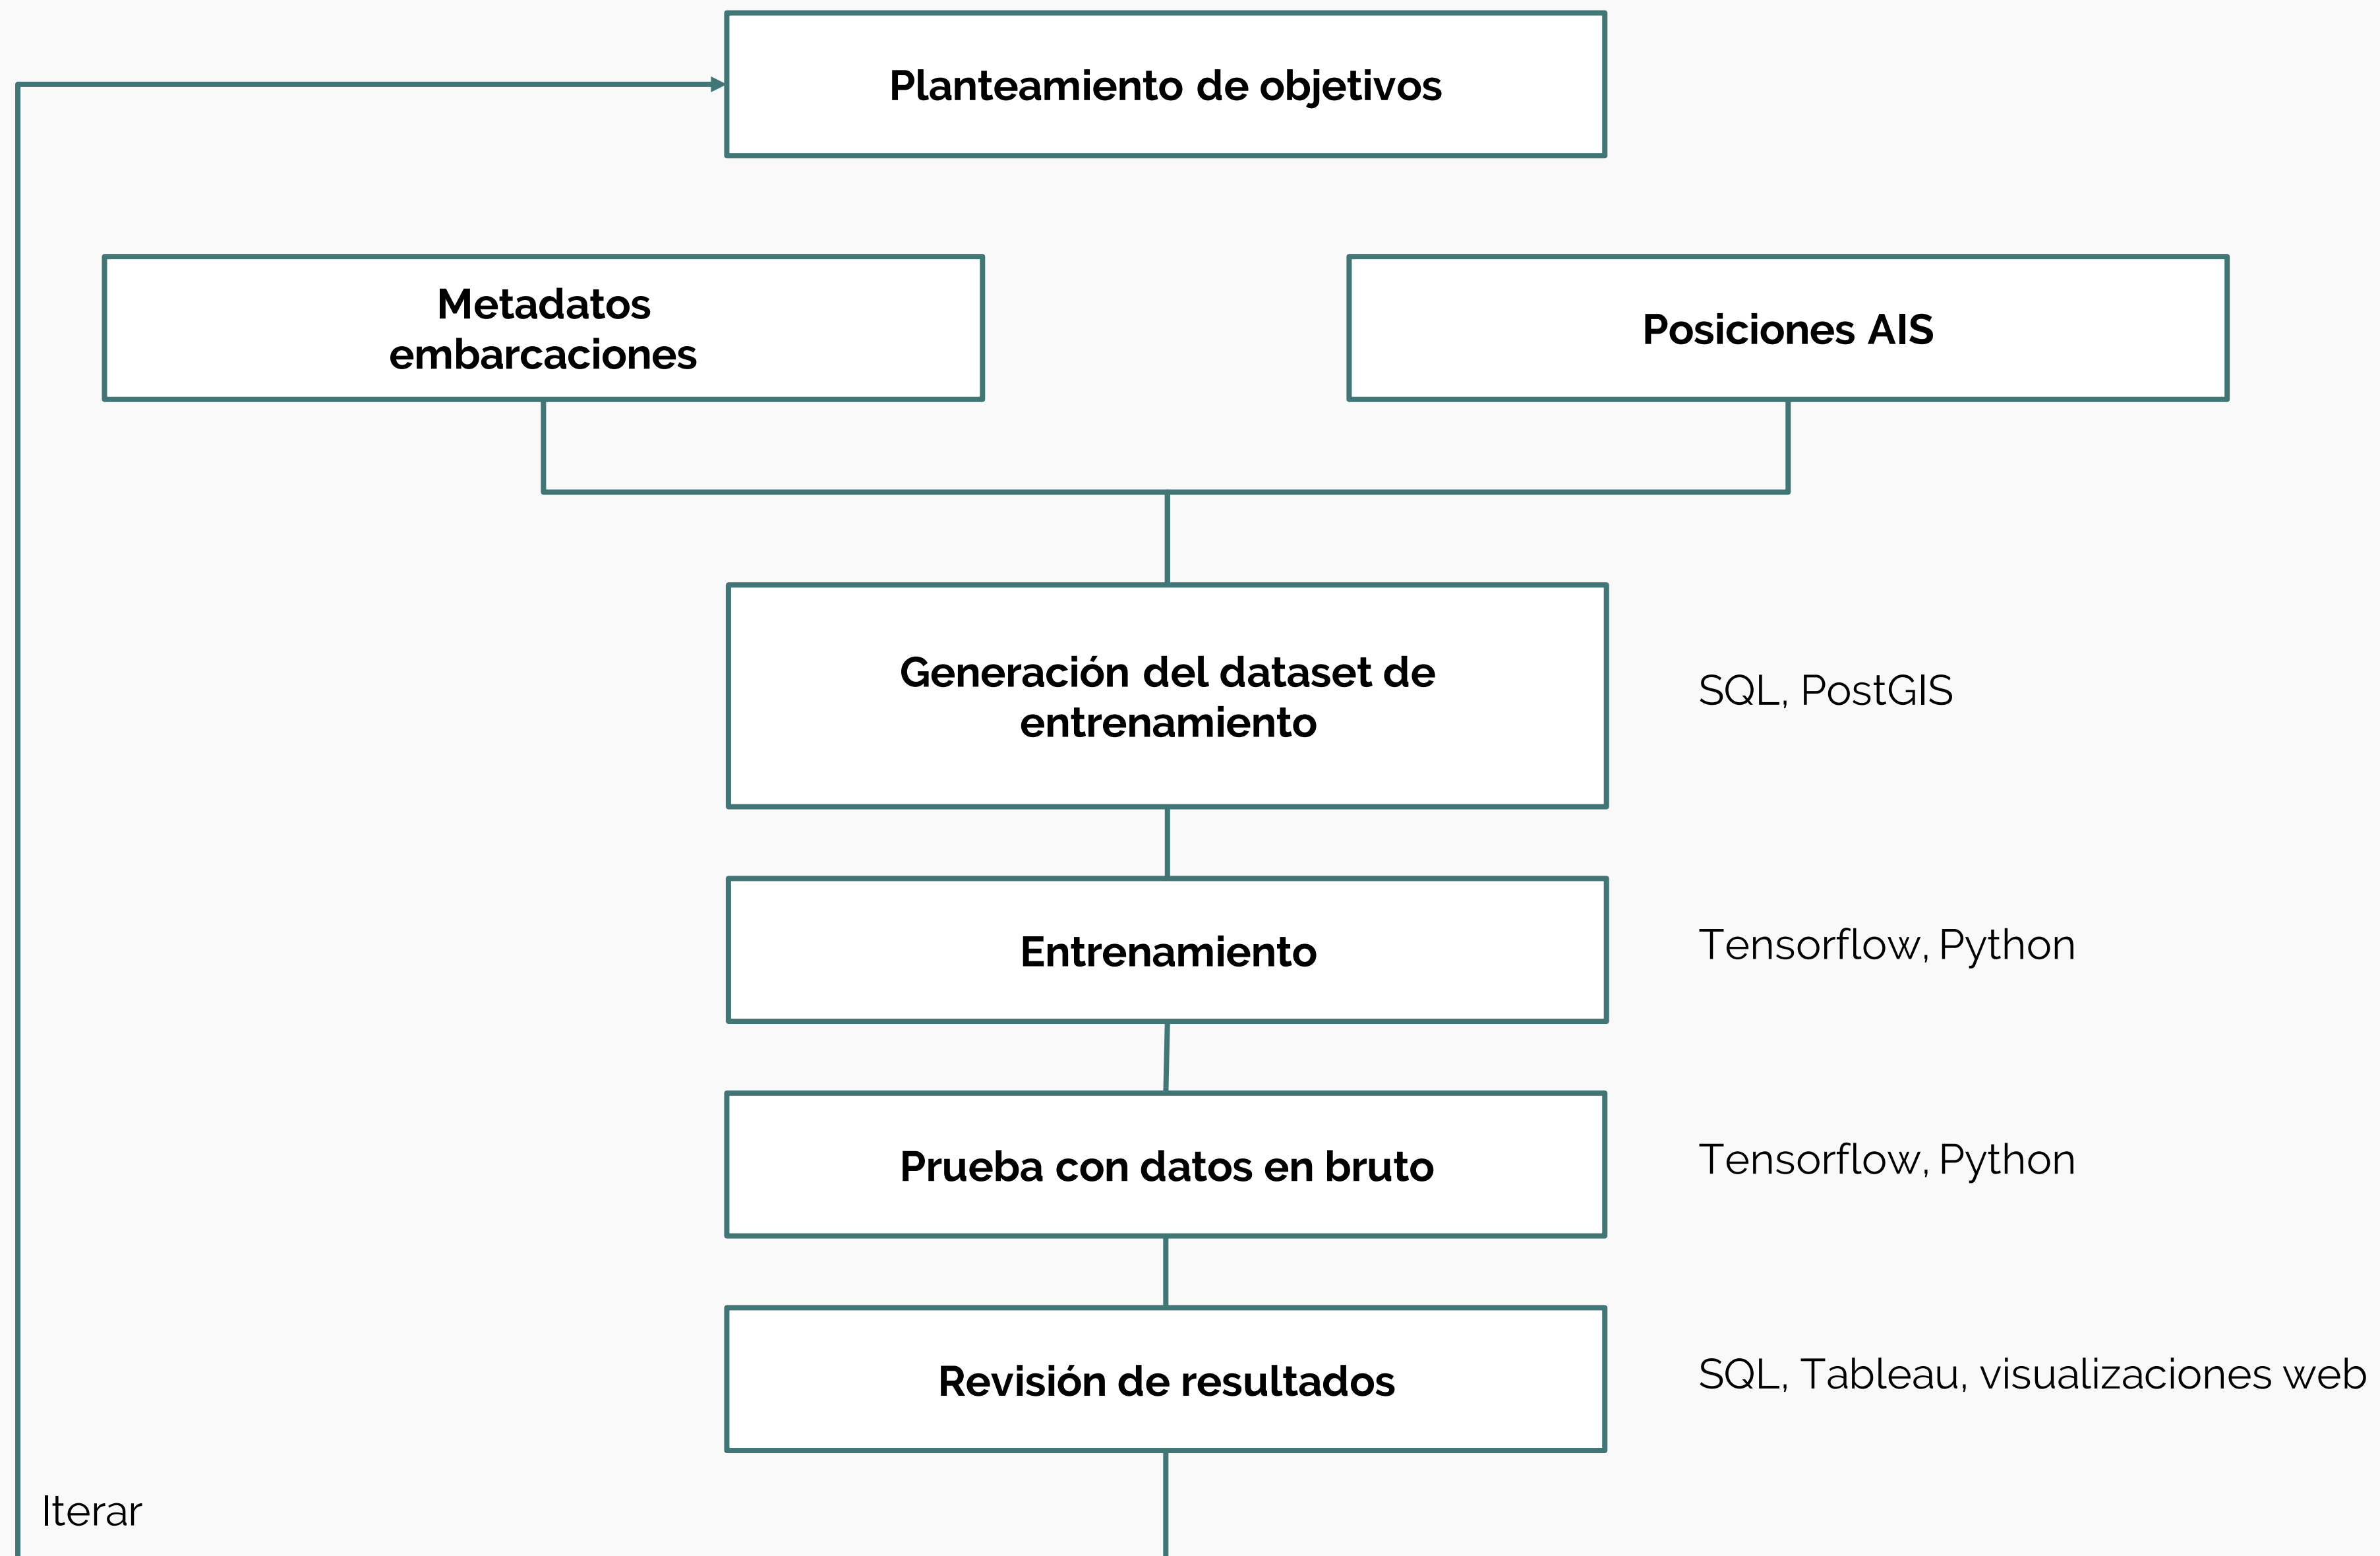 Planteamiento de objetivos
Metadatos
embarcaciones
Posiciones AIS
Generación del dataset de
entrenamiento
SQL, PostGIS
Entrenamiento
Tensorflow, Python
Prueba con datos en bruto
Tensorflow, Python
Revisión de resultados
SQL, Tableau, visualizaciones web
Iterar